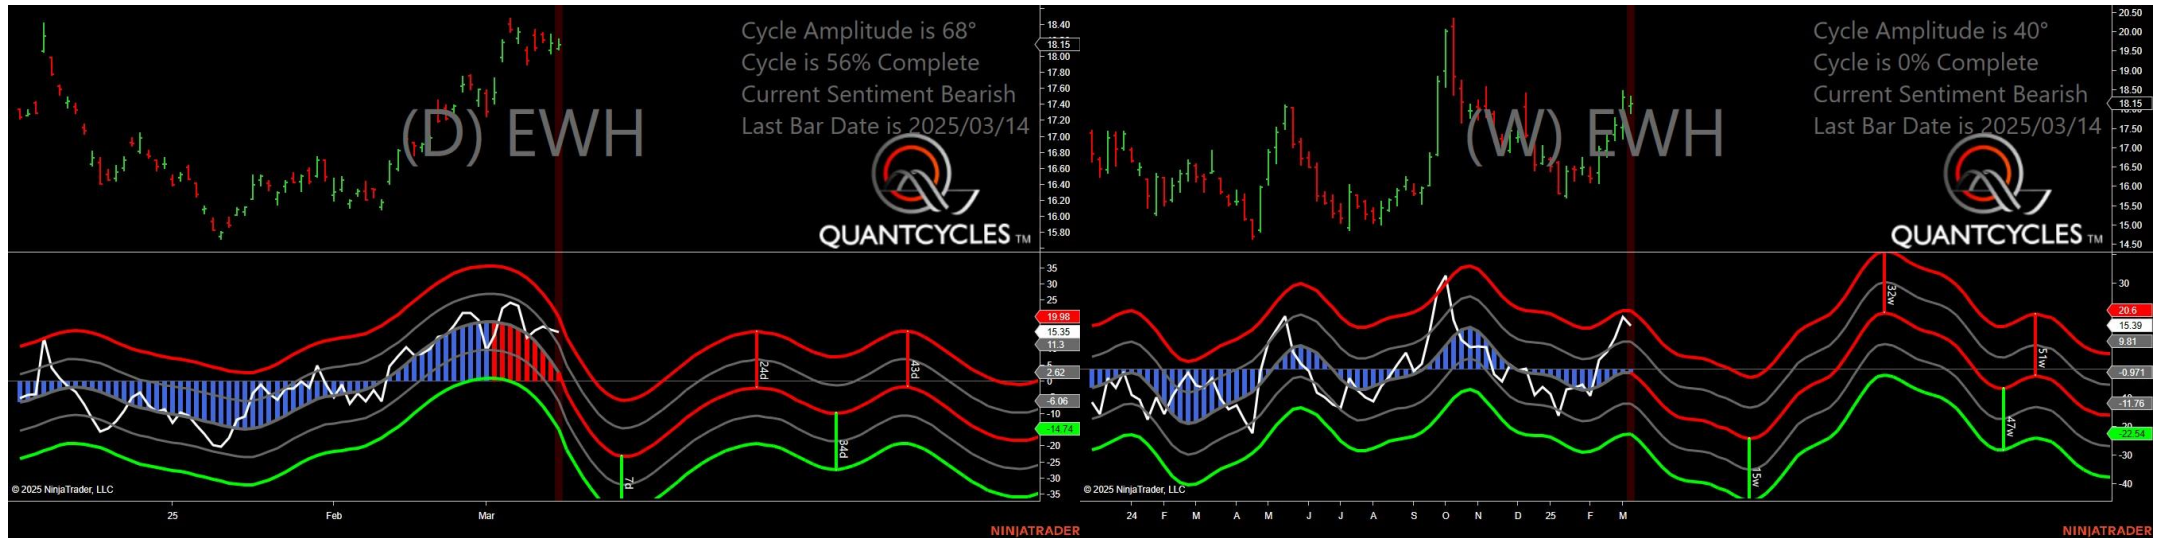 Cycle Amplitude is 68°
Cycle is 56% Complete
Current Sentiment Bearish
Last Bar Date is 2025/03/14
(D) EWH
QUANTCYCLES TM
18.40
18.15
18.00
17.80
17.60
17.40
17.20
17.00
16.80
16.60
16.40
16.20
16.00
15.80
35
30
25
19.98
15.35
11.3
5
2.62
0
-6.06
-10
-14.74
-20
-25
-30
-35
7d
24d
34d
43d
© 2025 NinjaTrader, LLC
25 Feb Mar
NINJATRADER
Cycle Amplitude is 40°
Cycle is 0% Complete
Current Sentiment Bearish
Last Bar Date is 2025/03/14
(W) EWH
QUANTCYCLES TM
20.50
20.00
19.50
19.00
18.50
18.15
17.50
17.00
16.50
16.00
15.50
15.00
14.50
30
20.6
15.39
9.81
-0.971
-11.76
-22.54
-30
-40
15w
32w
47w
51w
© 2025 NinjaTrader, LLC
24 F M A M J J A S O N D 25 F M
NINJATRADER